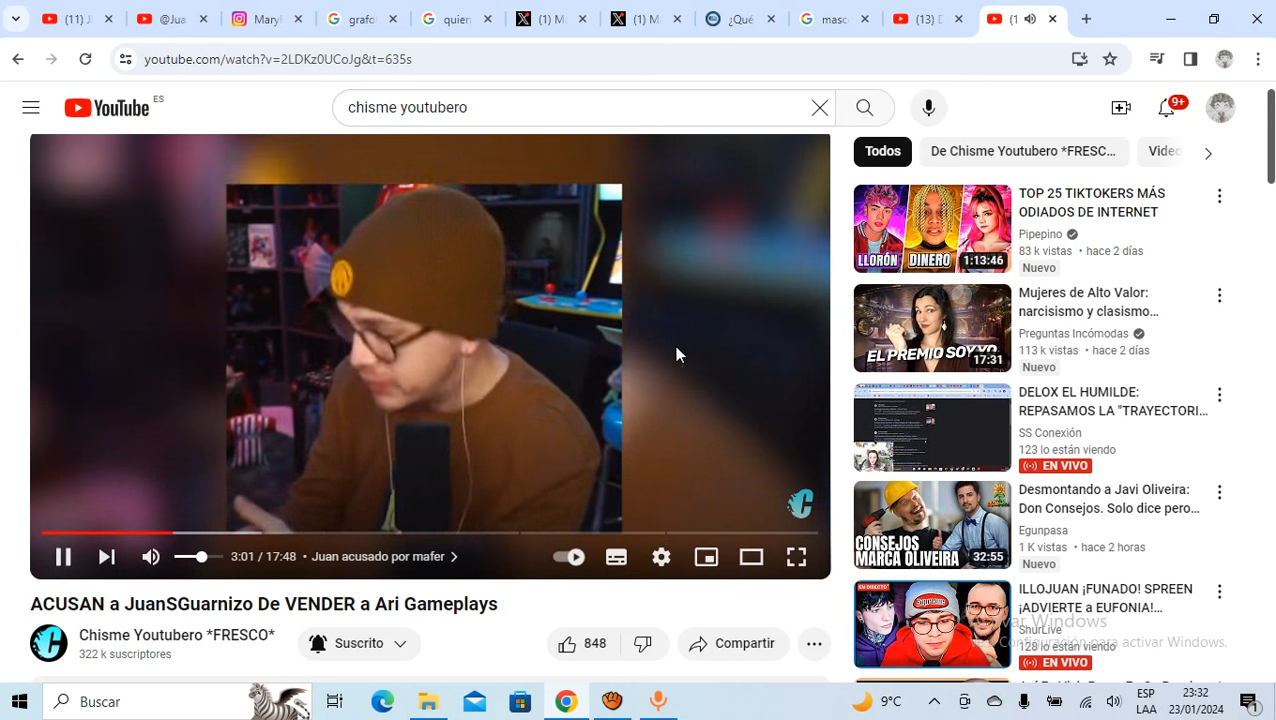 (11)
@Jua
Mary
grafo
quien
(1) M
(1) M
¿Qui
masc
(13) D
(1
youtube.com/watch?v=2LDKz0UCoJg&t=635s
YouTube ES
chisme youtubero
9+
Todos
De Chisme Youtubero *FRESC...
Video
TOP 25 TIKTOKERS MÁS
ODIADOS DE INTERNET
Pipepino
83 k vistas • hace 2 días
Nuevo
LLORÓN
DINERO
1:13:46
Mujeres de Alto Valor:
narcisismo y clasismo...
Preguntas Incómodas
113 k vistas • hace 2 días
Nuevo
EL PREMIO SOY YO
17:31
DELOX EL HUMILDE:
REPASAMOS LA "TRAYECTORI...
SS Conexión
123 lo están viendo
EN VIVO
Desmontando a Javi Oliveira:
Don Consejos. Solo dice pero...
Egunpasa
1 K vistas • hace 2 horas
Nuevo
CONSEJOS
MARCA OLIVEIRA
32:55
ILLOJUAN ¡FUNADO! SPREEN
¡ADVIERTE a EUFONIA!...
ShurLive
128 lo están viendo
EN VIVO
EN DIRECTO
3:01 / 17:48 • Juan acusado por mafer
ACUSAN a JuanSGuarnizo DE VENDER a Ari Gameplays
Chisme Youtubero *FRESCO*
322 k suscriptores
Suscrito
848
Compartir
Configuración para activar Windows.
Buscar
9°C
ESP
LAA
23:32
23/01/2024
1